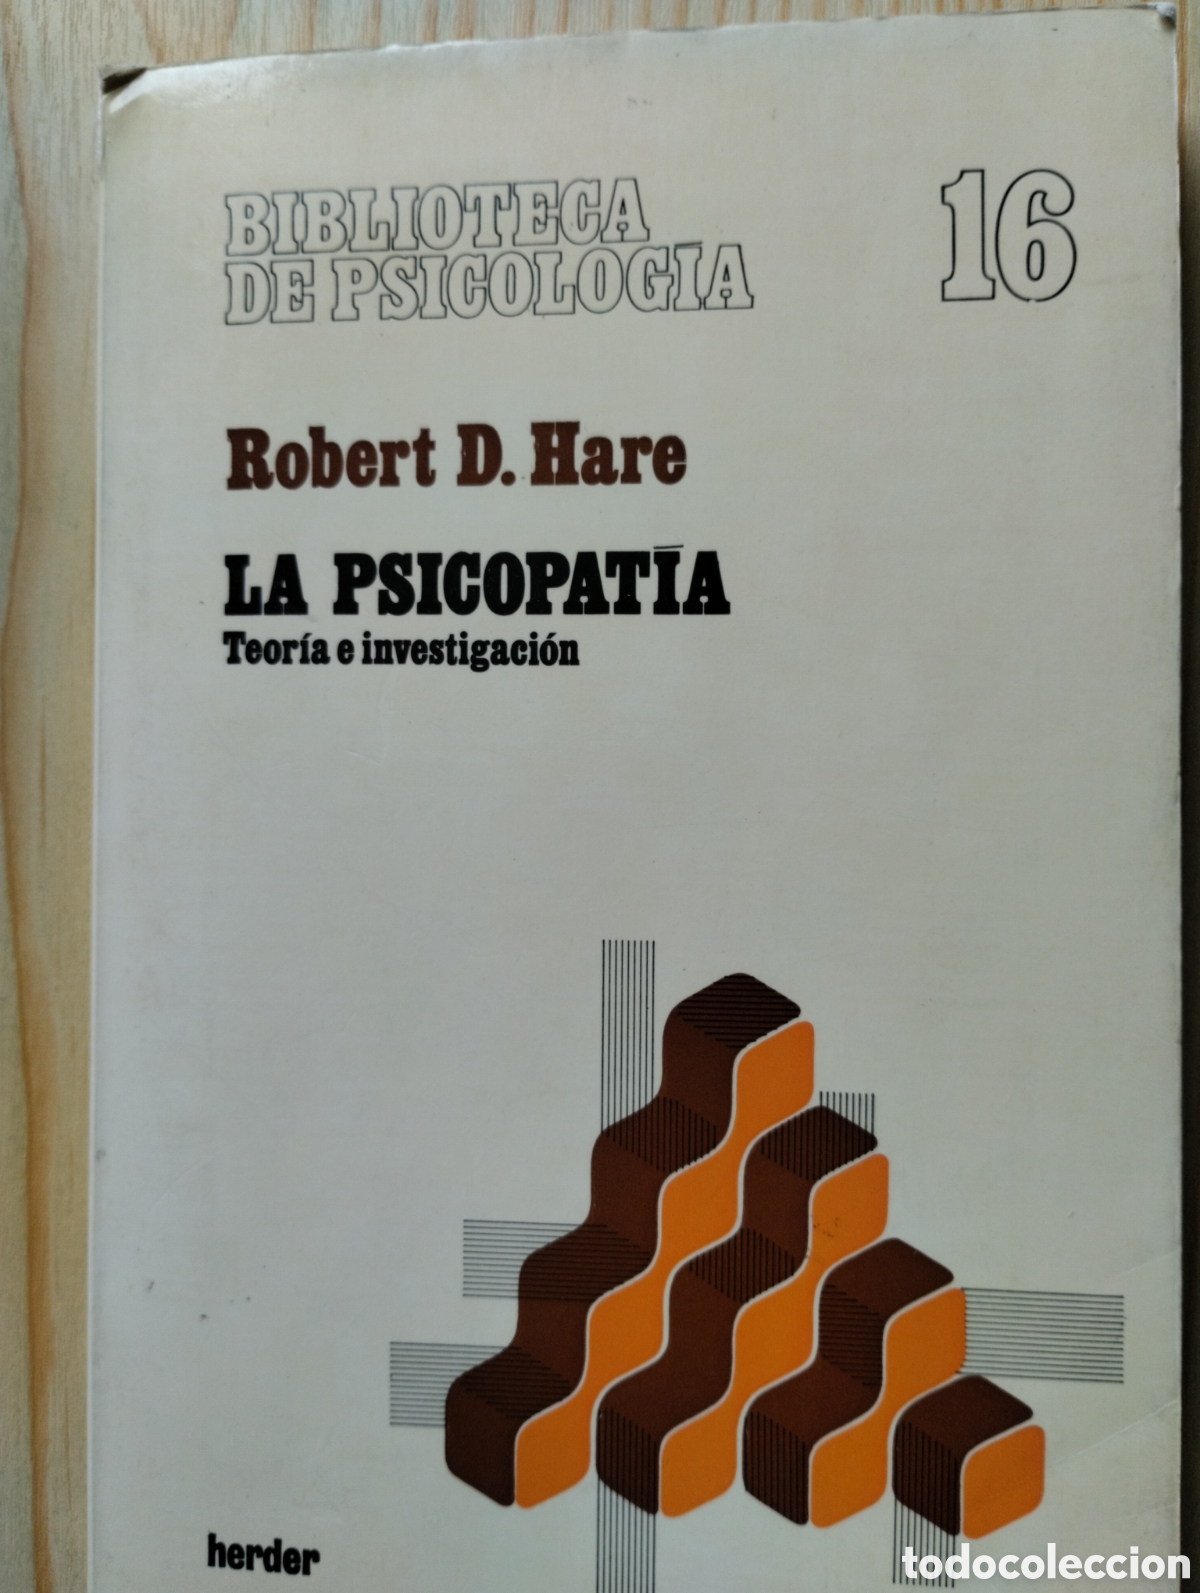 BIBLIOTECA
DE PSICOLOGÍA
16
Robert D. Hare
LA PSICOPATÍA
Teoría e investigación
herder
todocoleccion